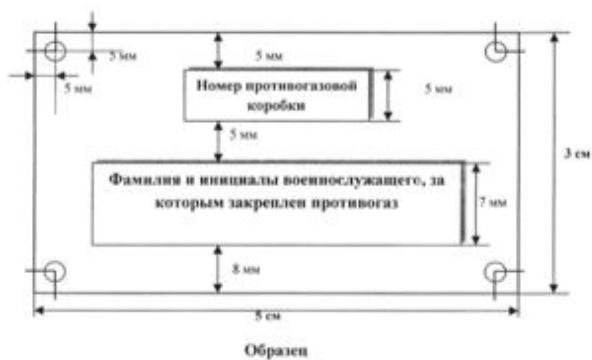 5 мм
5 мм
5 мм
Номер противогазовой
коробки
5 мм
5 мм
3 см
Фамилия и инициалы военнослужащего, за
которым закреплен противогаз
7 мм
8 мм
5 см
Образец